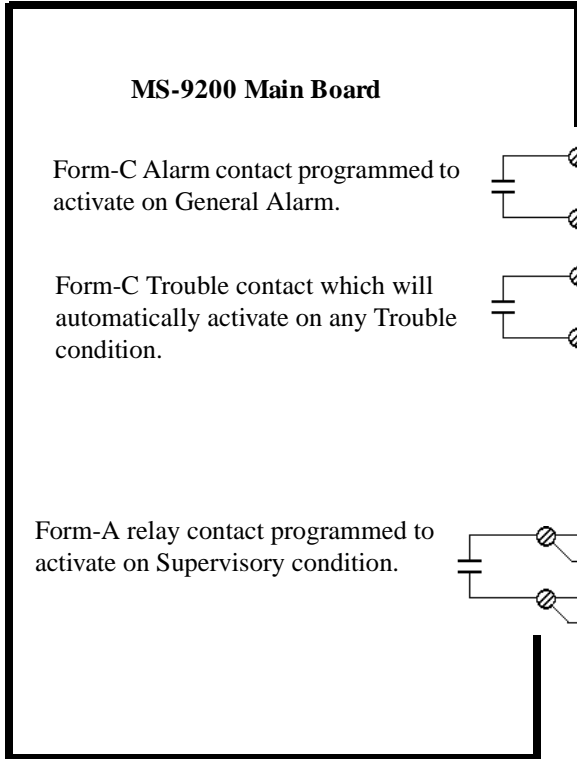 MS-9200 Main Board
Form-C Alarm contact programmed to
activate on General Alarm.
Form-C Trouble contact which will
automatically activate on any Trouble
condition.
Form-A relay contact programmed to
activate on Supervisory condition.